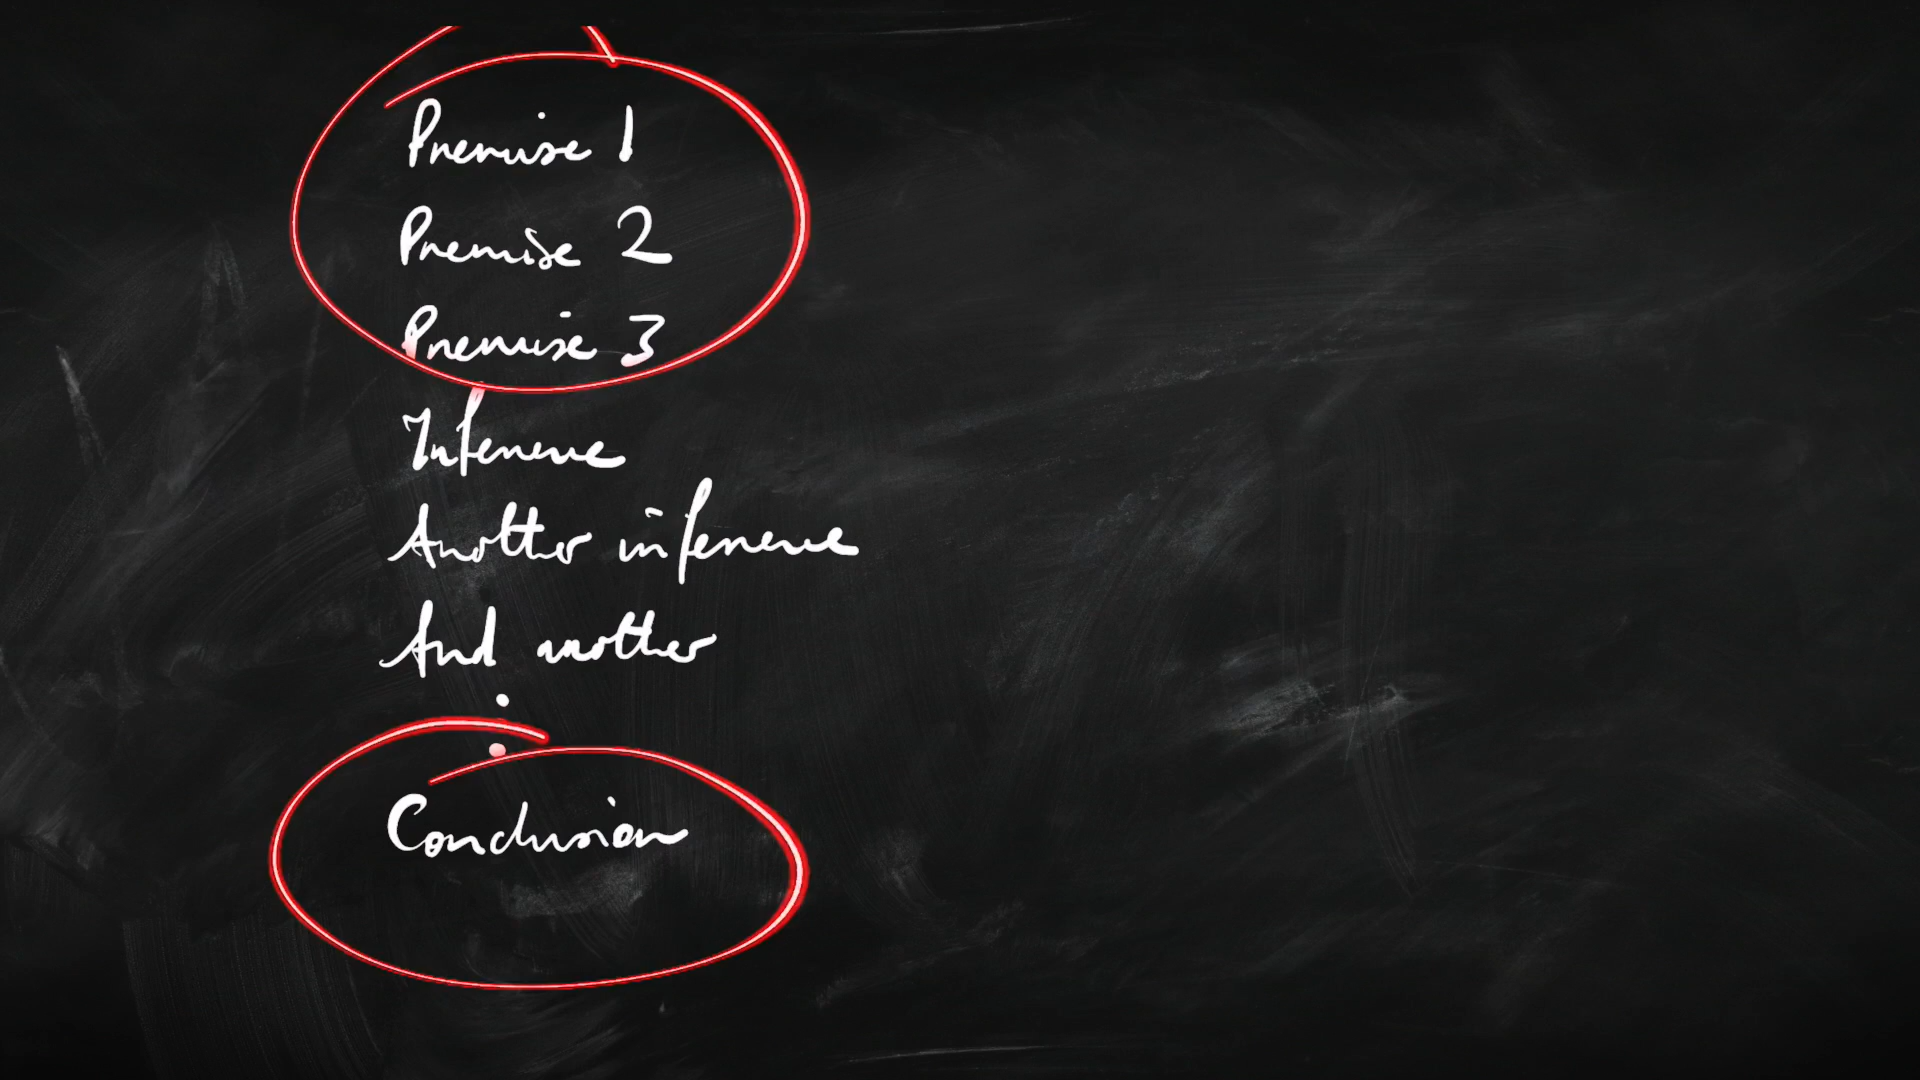 Premise 1
Premise 2
Premise 3
Inference
Another inference
And another
:
Conclusion